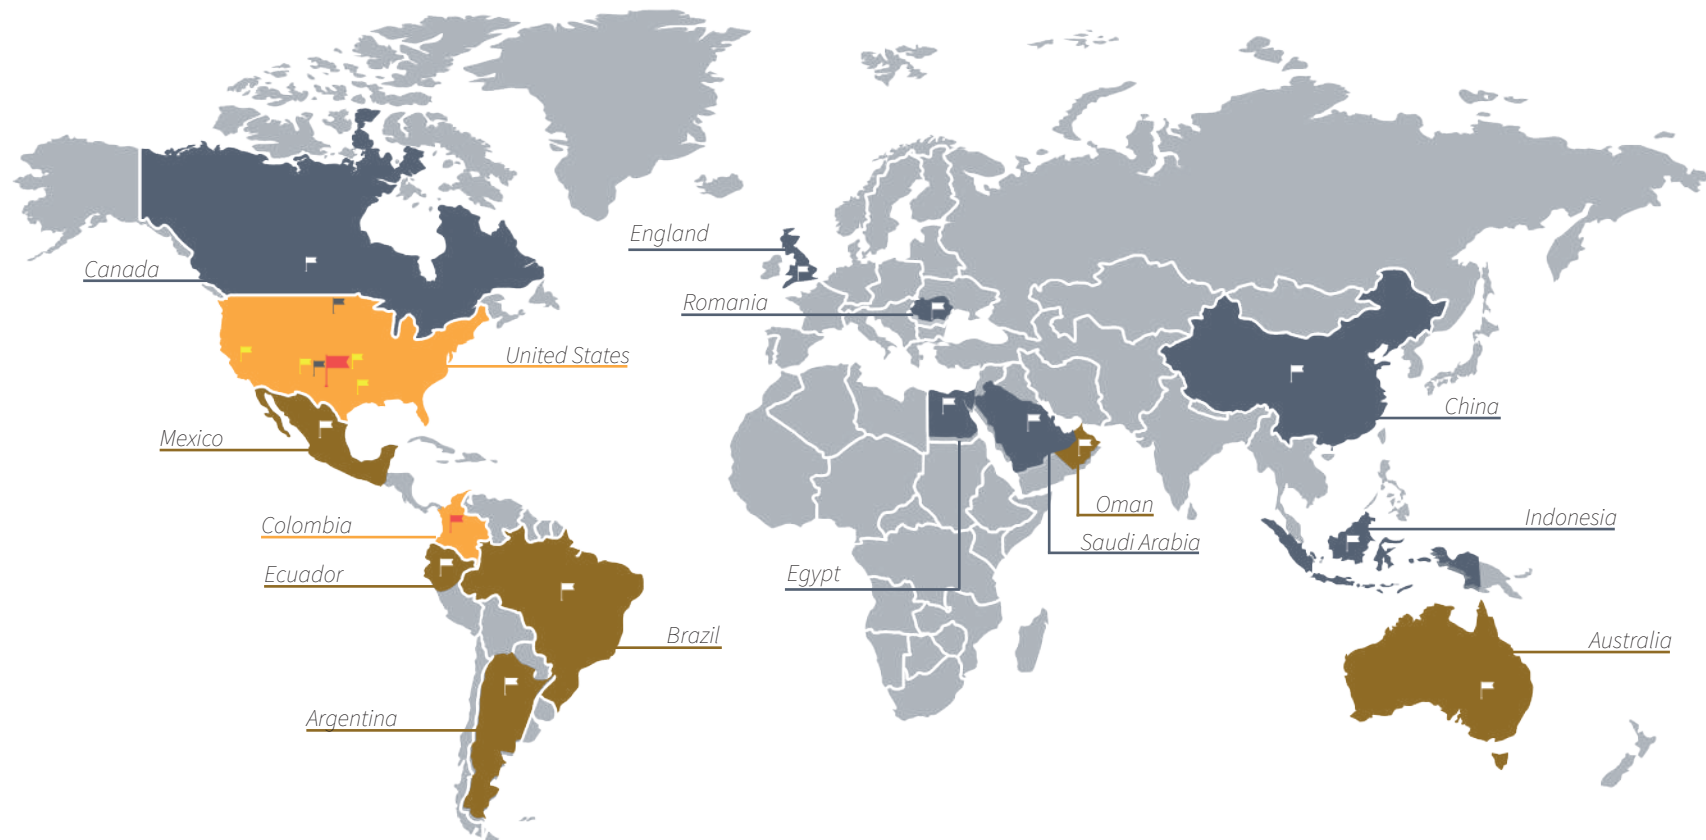 England
Canada
Romania
United States
China
Mexico
Oman
Indonesia
Colombia
Saudi Arabia
Ecuador
Egypt
Brazil
Australia
Argentina